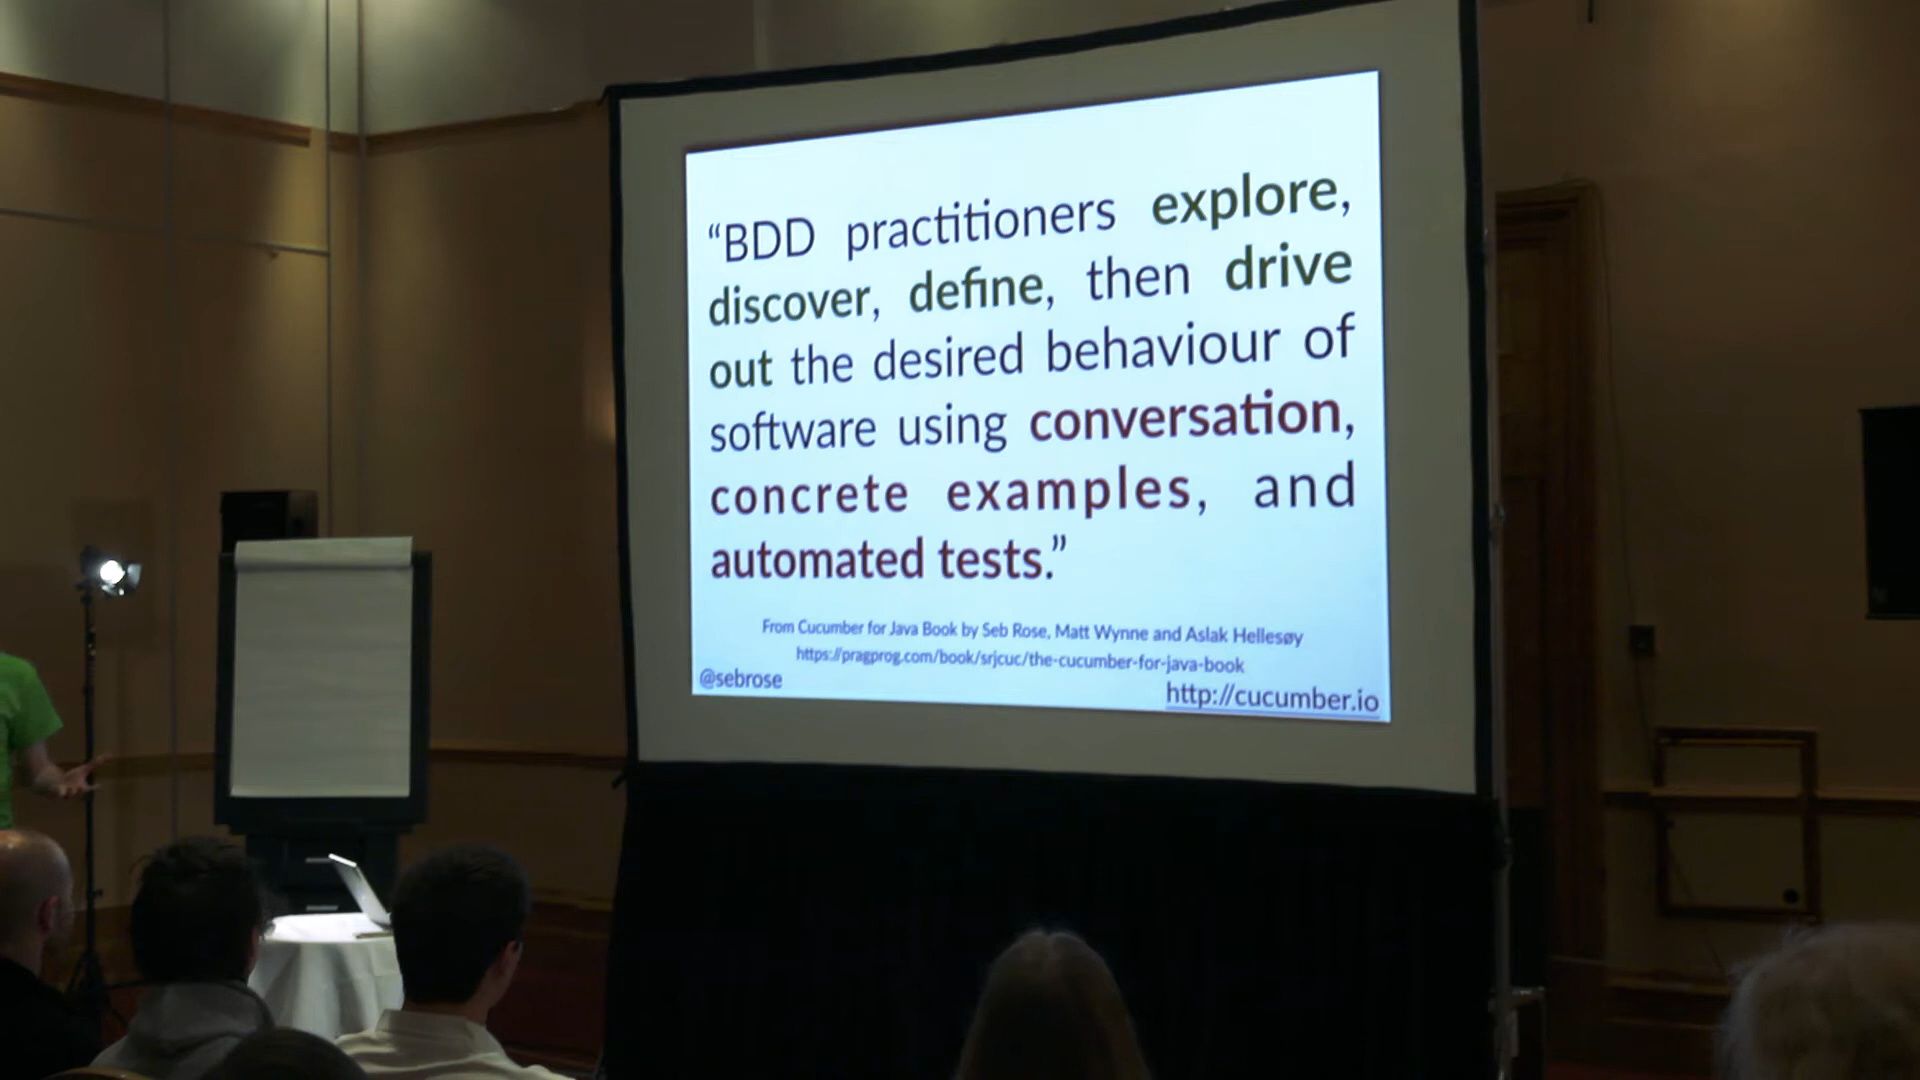 “BDD practitioners explore,
discover, define, then drive
out the desired behaviour of
software using conversation,
concrete examples, and
automated tests.”
From Cucumber for Java Book by Seb Rose, Matt Wynne and Aslak Hellesøy
https://pragprog.com/book/srjcuc/the-cucumber-for-java-book
@sebrose
http://cucumber.io